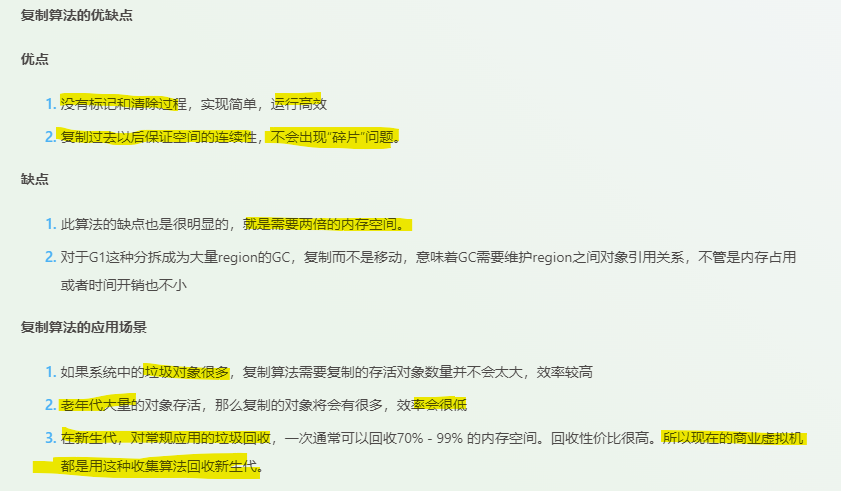 复制算法的优缺点
优点
1. 没有标记和清除过程，实现简单，运行高效
2. 复制过去以后保证空间的连续性，不会出现“碎片”问题。
缺点
1. 此算法的缺点也是很明显的，就是需要两倍的内存空间。
2. 对于G1这种分拆成为大量region的GC，复制而不是移动，意味着GC需要维护region之间对象引用关系，不管是内存占用
或者时间开销也不小
复制算法的应用场景
1. 如果系统中的垃圾对象很多，复制算法需要复制的存活对象数量并不会太大，效率较高
2. 老年代大量的对象存活，那么复制的对象将会有很多，效率会很低
3. 在新生代，对常规应用的垃圾回收，一次通常可以回收70% - 99% 的内存空间。回收性价比很高。所以现在的商业虚拟机
都是用这种收集算法回收新生代。